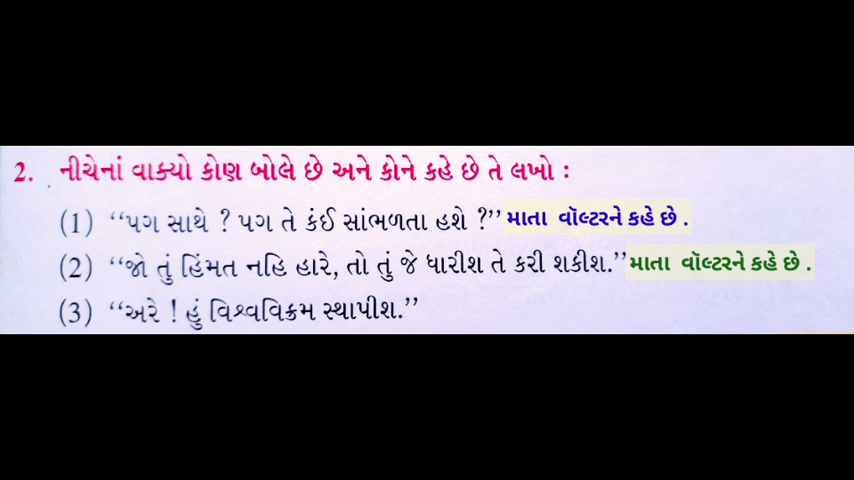 2. નીચેનાં વાક્યો કોણ બોલે છે અને કોને કહે છે તે લખો :
(1) “પગ સાથે ? પગ તે કંઈ સાંભળતા હશે ?” માતા વૉલ્ટરને કહે છે .
(2) “જો તું હિંમત નહિ હારે, તો તું જે ધારીશ તે કરી શકીશ.” માતા વૉલ્ટરને કહે છે .
(3) “અરે ! હું વિશ્વવિક્રમ સ્થાપીશ.”